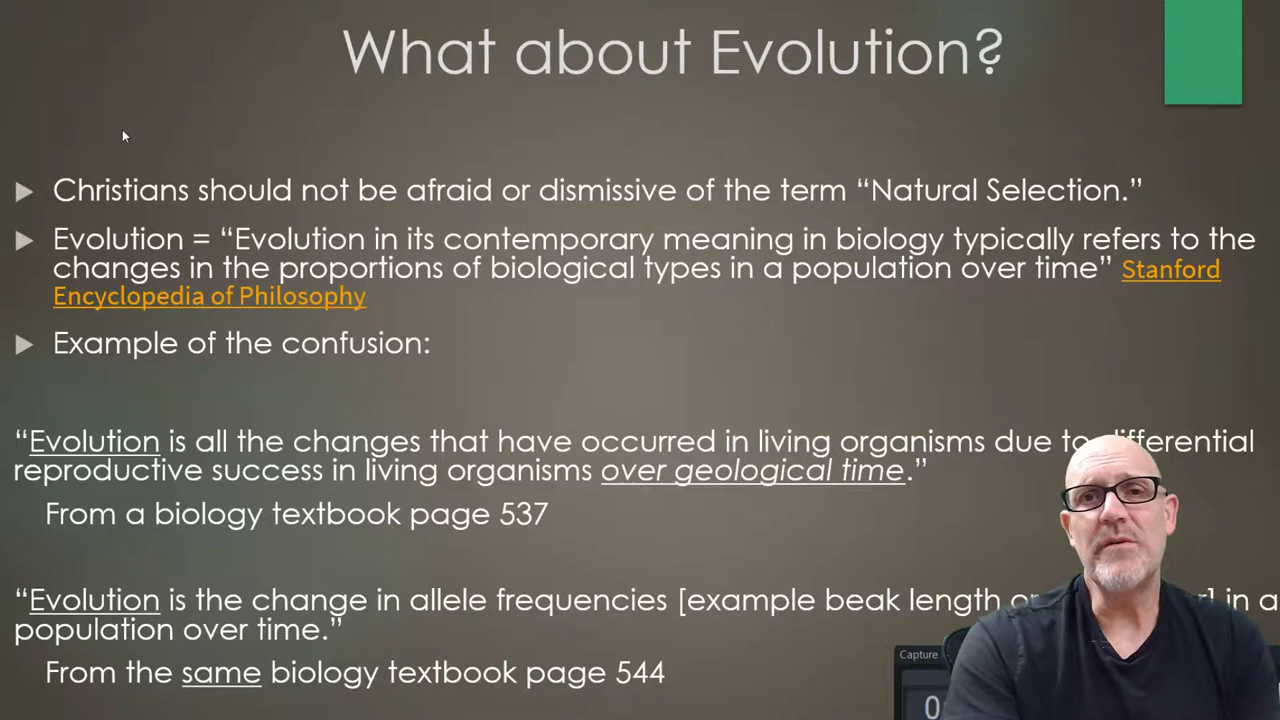 What about Evolution?
Christians should not be afraid or dismissive of the term “Natural Selection.”
Evolution = “Evolution in its contemporary meaning in biology typically refers to the
changes in the proportions of biological types in a population over time” Stanford
Encyclopedia of Philosophy
Example of the confusion:
“Evolution is all the changes that have occurred in living organisms due to differential
reproductive success in living organisms over geological time.”
From a biology textbook page 537
“Evolution is the change in allele frequencies [example beak length in a
population over time.”
From the same biology textbook page 544
Capture